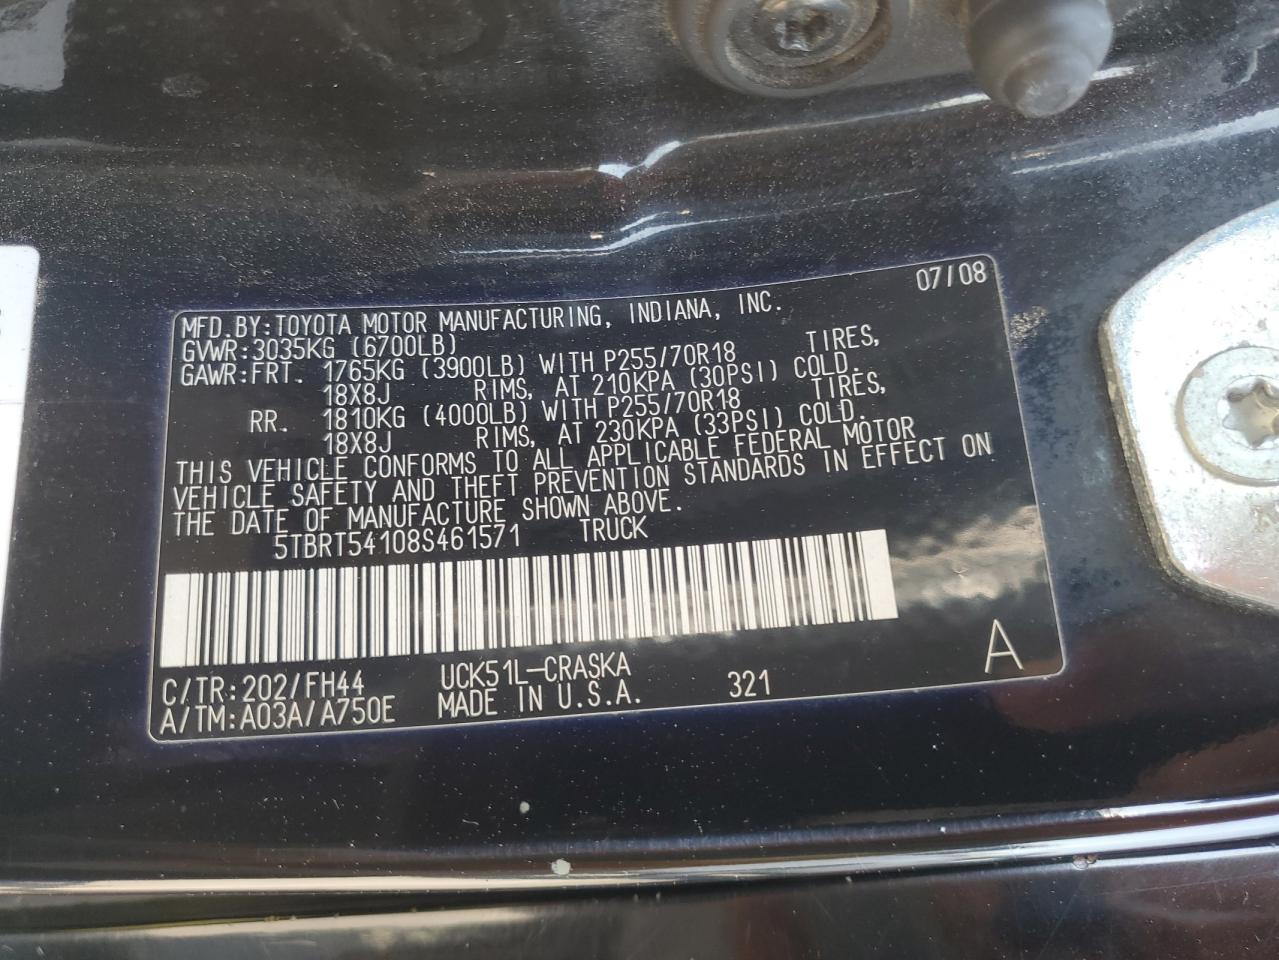 07/08
MFD.BY:TOYOTA MOTOR MANUFACTURING, INDIANA, INC.
GVWR:3035KG (6700LB)
GAWR:FRT. 1765KG (3900LB) WITH P255/70R18 TIRES,
18X8J RIMS, AT 210KPA (30PSI) COLD.
RR. 1810KG (4000LB) WITH P255/70R18 TIRES,
18X8J RIMS, AT 230KPA (33PSI) COLD.
THIS VEHICLE CONFORMS TO ALL APPLICABLE FEDERAL MOTOR
VEHICLE SAFETY AND THEFT PREVENTION STANDARDS IN EFFECT ON
THE DATE OF MANUFACTURE SHOWN ABOVE.
5TBRT54108S461571 TRUCK
C/TR:202/FH44 UCK51L-CRASKA
A/TM:A03A/A750E MADE IN U.S.A. 321 A